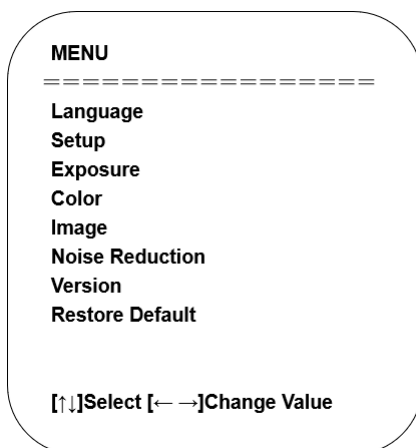 MENU
=================
Language
Setup
Exposure
Color
Image
Noise Reduction
Version
Restore Default
[↑↓]Select [← →]Change Value